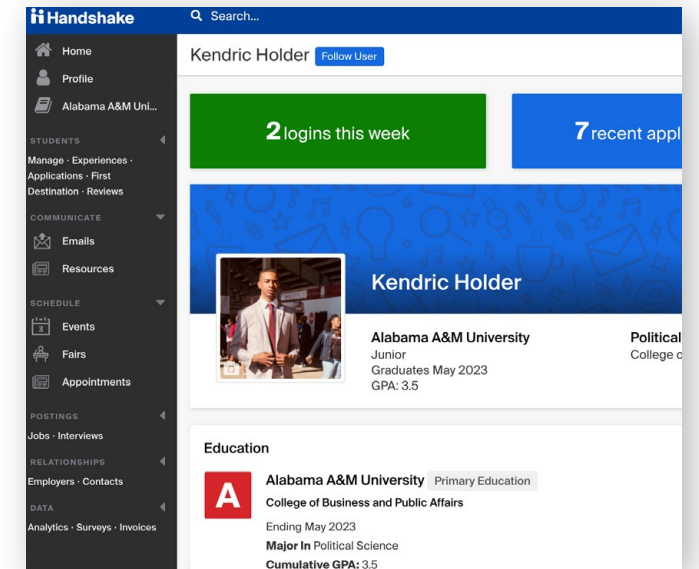 Handshake
Search...
Home
Profile
Alabama A&M Uni...
STUDENTS
Manage · Experiences ·
Applications · First
Destination · Reviews
COMMUNICATE
Emails
Resources
SCHEDULE
3
Events
Fairs
Appointments
POSTINGS
Jobs · Interviews
RELATIONSHIPS
Employers · Contacts
DATA
Analytics · Surveys · Invoices
Kendric Holder Follow User
2 logins this week
7 recent appl
Kendric Holder
Alabama A&M University
Junior
Graduates May 2023
GPA: 3.5
Political
College o
Education
A
Alabama A&M University Primary Education
College of Business and Public Affairs
Ending May 2023
Major In Political Science
Cumulative GPA: 3.5